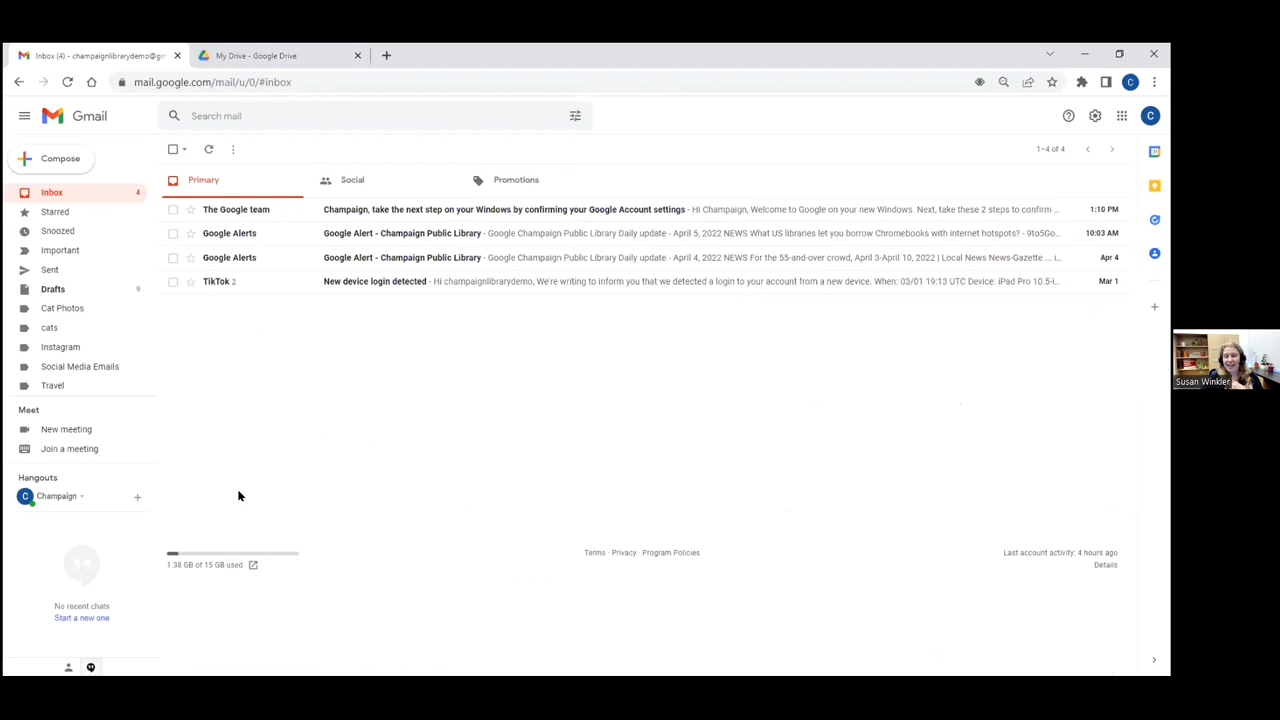 Inbox (4) - champaignlibrarydemo@gm
My Drive - Google Drive
mail.google.com/mail/u/0/#inbox
C
Gmail
Search mail
C
Compose
1–4 of 4
Primary
Social
Promotions
Inbox 4
Starred
Snoozed
Important
Sent
Drafts 9
Cat Photos
cats
Instagram
Social Media Emails
Travel
The Google team Champaign, take the next step on your Windows by confirming your Google Account settings - Hi Champaign, Welcome to Google on your new Windows. Next, take these 2 steps to confirm ... 1:10 PM
Google Alerts Google Alert - Champaign Public Library - Google Champaign Public Library Daily update - April 5, 2022 NEWS What US libraries let you borrow Chromebooks with internet hotspots? - 9to5Go... 10:03 AM
Google Alerts Google Alert - Champaign Public Library - Google Champaign Public Library Daily update - April 4, 2022 NEWS For the 55-and-over crowd, April 3-April 10, 2022 | Local News News-Gazette ... i... Apr 4
TikTok 2 New device login detected - Hi champaignlibrarydemo, We're writing to inform you that we detected a login to your account from a new device. When: 03/01 19:13 UTC Device: iPad Pro 10.5-i... Mar 1
Meet
New meeting
Join a meeting
Hangouts
C Champaign
No recent chats
Start a new one
1.38 GB of 15 GB used
Terms · Privacy · Program Policies
Last account activity: 4 hours ago
Details
Susan Winkler